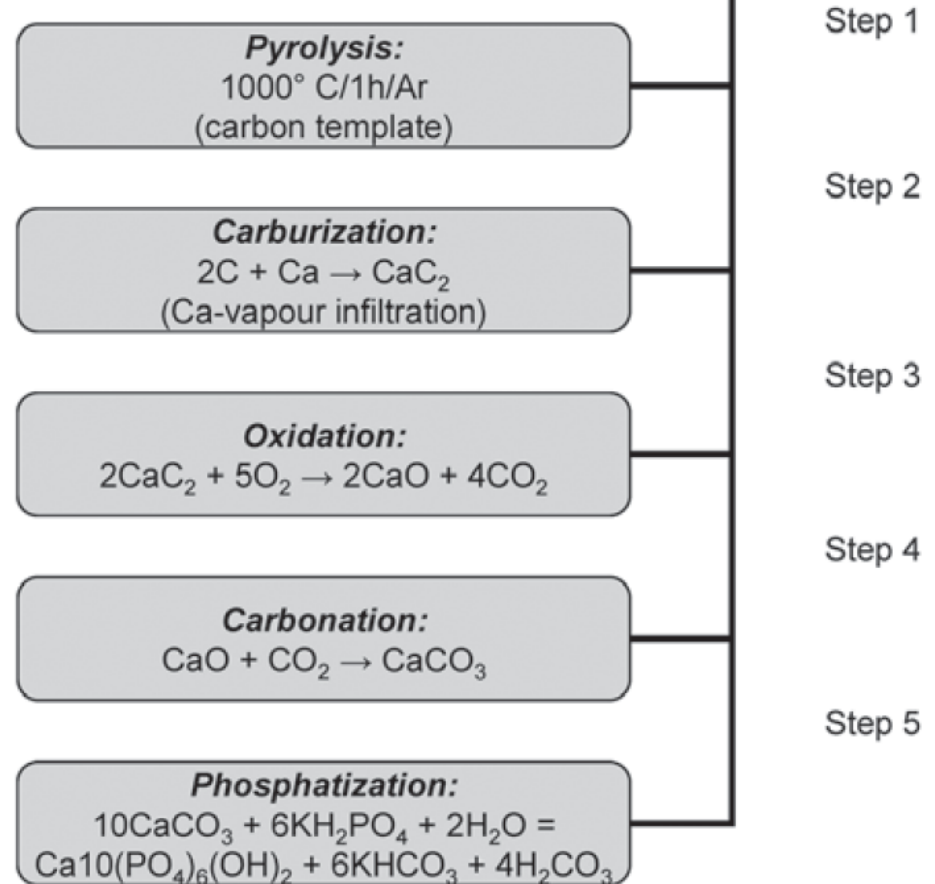 Step 1
Pyrolysis:
1000° C/1h/Ar
(carbon template)
Step 2
Carburization:
2C + Ca → CaC₂
(Ca-vapour infiltration)
Step 3
Oxidation:
2CaC₂ + 5O₂ → 2CaO + 4CO₂
Step 4
Carbonation:
CaO + CO₂ → CaCO₃
Step 5
Phosphatization:
10CaCO₃ + 6KH₂PO₄ + 2H₂O =
Ca10(PO₄)₆(OH)₂ + 6KHCO₃ + 4H₂CO₃